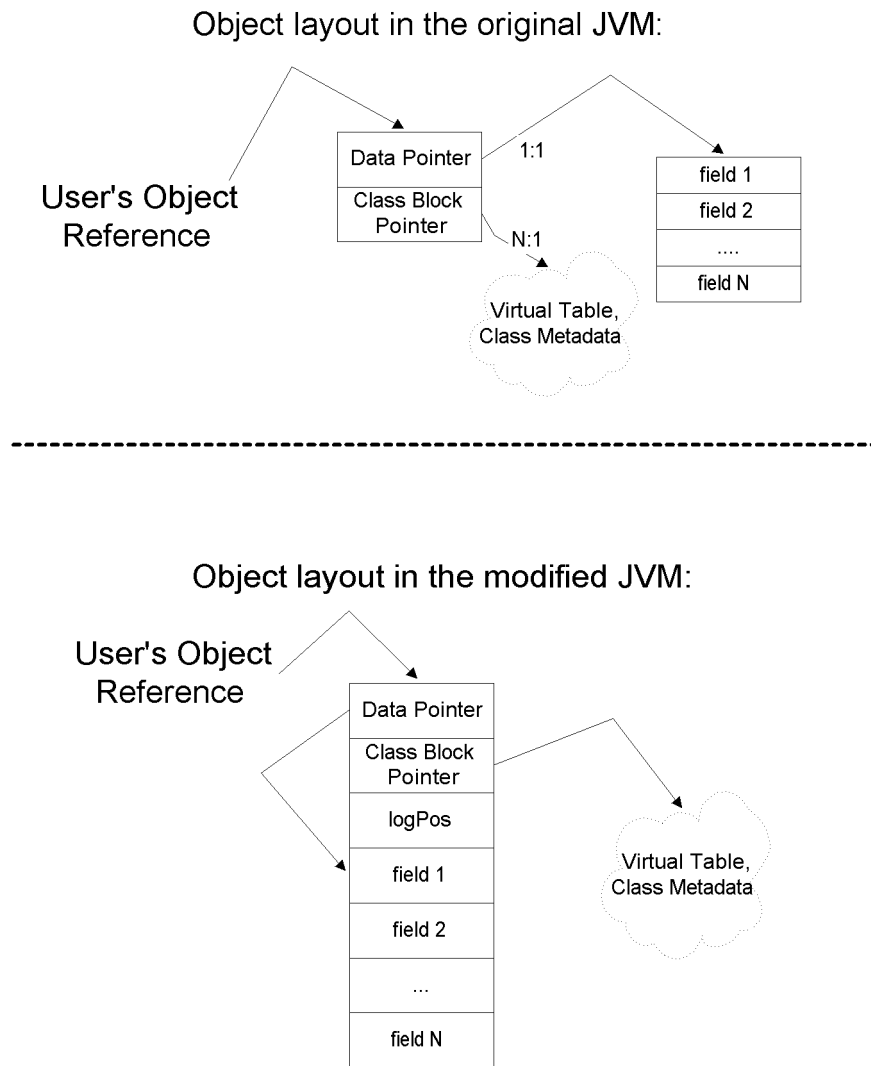 Object layout in the original JVM:
User's Object
Reference
Data Pointer
Class Block
Pointer
1:1
N:1
field 1
field 2
....
field N
Virtual Table,
Class Metadata
Object layout in the modified JVM:
User's Object
Reference
Data Pointer
Class Block
Pointer
logPos
field 1
field 2
...
field N
Virtual Table,
Class Metadata